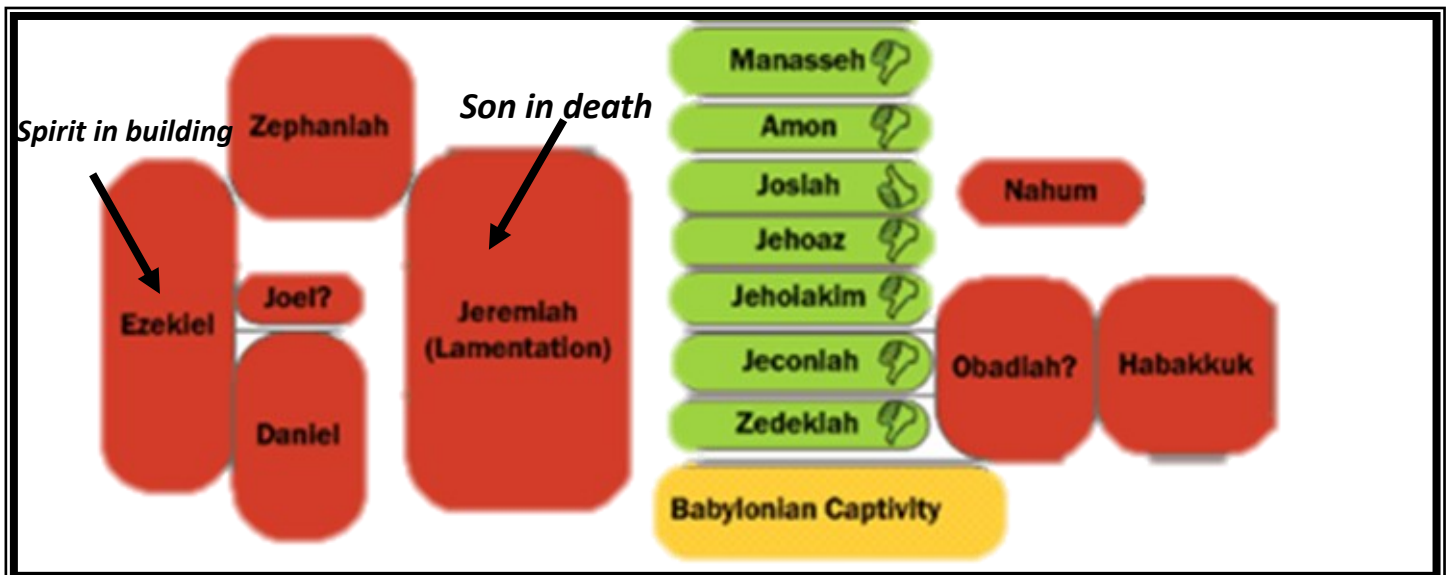 Spirit in building
Zephaniah
Son in death
Ezekiel
Joel?
Daniel
Jeremiah
(Lamentation)
Manasseh
Amon
Josiah
Jehoaz
Jehoiakim
Jeconiah
Zedekiah
Babylonian Captivity
Nahum
Obadiah?
Habakkuk